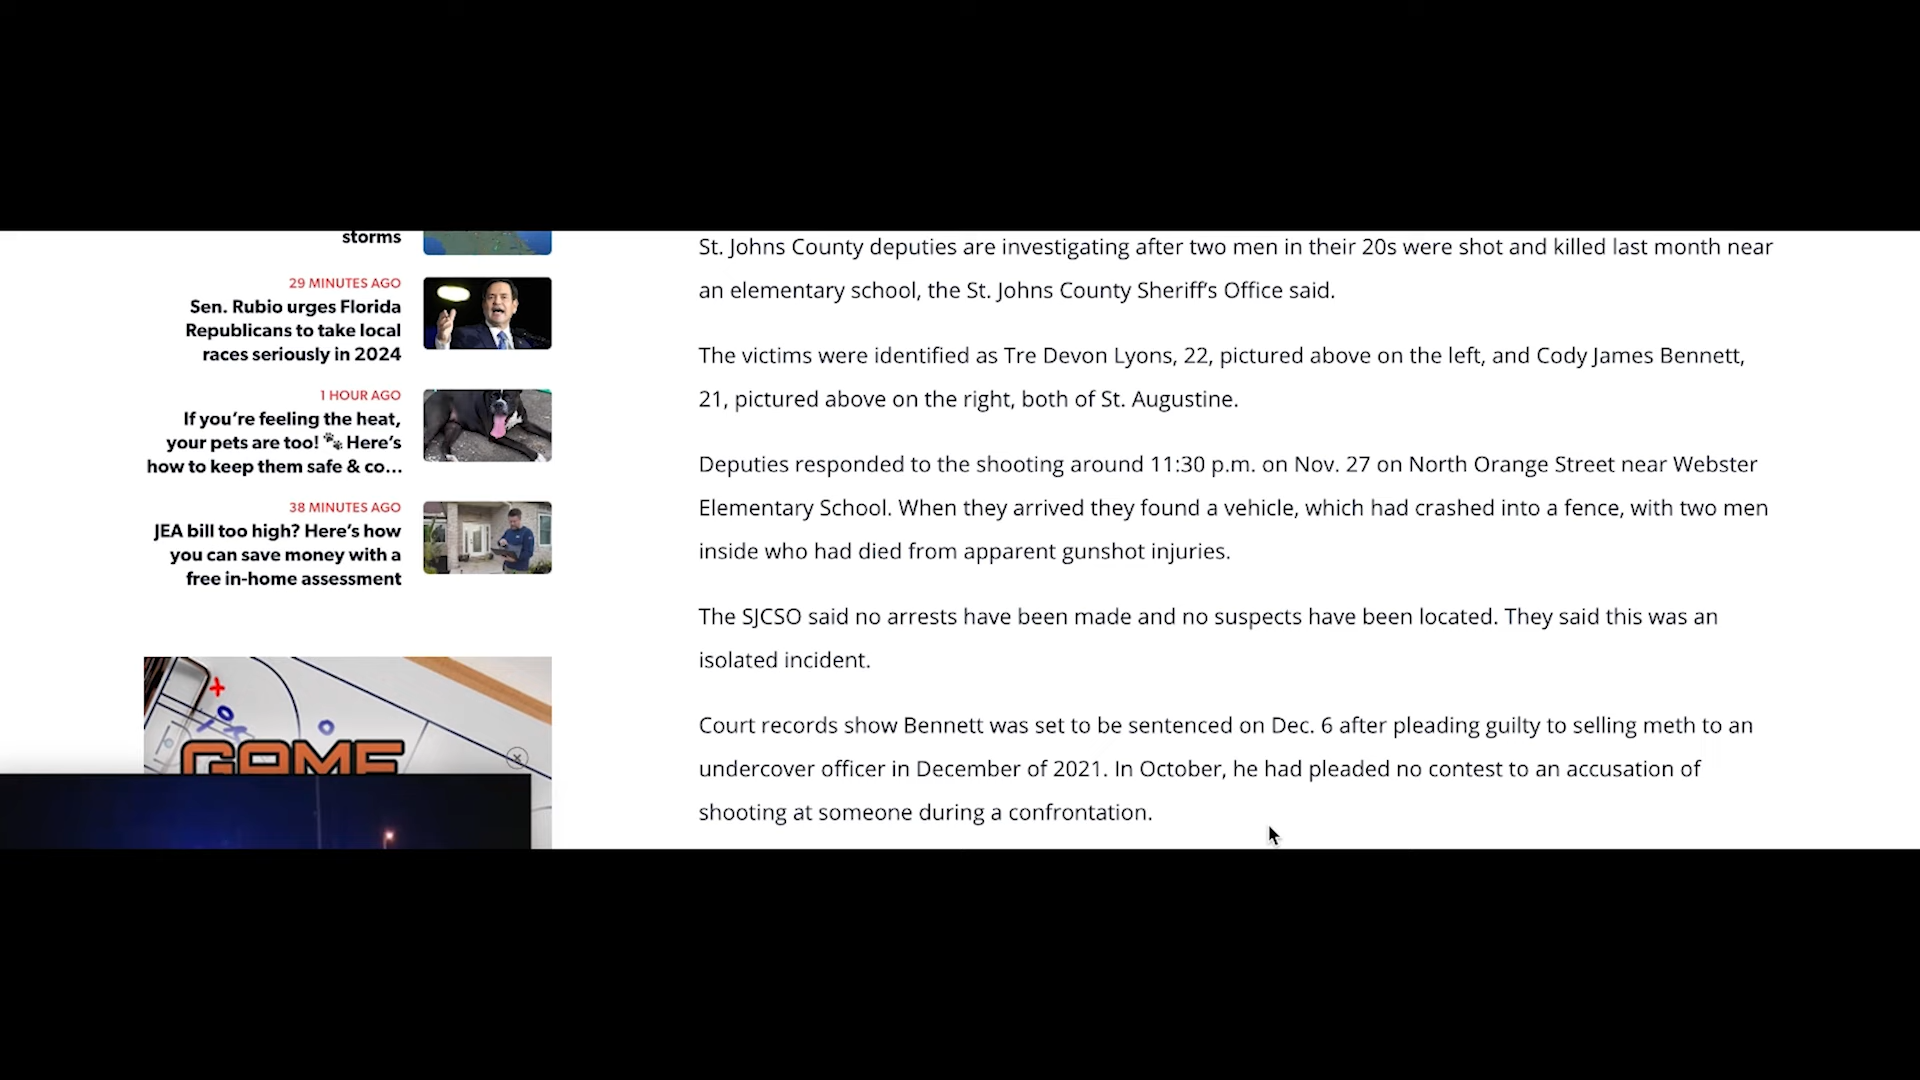 storms
29 MINUTES AGO
Sen. Rubio urges Florida
Republicans to take local
races seriously in 2024
1 HOUR AGO
If you’re feeling the heat,
your pets are too! 🐾 Here’s
how to keep them safe & co...
38 MINUTES AGO
JEA bill too high? Here’s how
you can save money with a
free in-home assessment
GAME
St. Johns County deputies are investigating after two men in their 20s were shot and killed last month near
an elementary school, the St. Johns County Sheriff’s Office said.
The victims were identified as Tre Devon Lyons, 22, pictured above on the left, and Cody James Bennett,
21, pictured above on the right, both of St. Augustine.
Deputies responded to the shooting around 11:30 p.m. on Nov. 27 on North Orange Street near Webster
Elementary School. When they arrived they found a vehicle, which had crashed into a fence, with two men
inside who had died from apparent gunshot injuries.
The SJCSO said no arrests have been made and no suspects have been located. They said this was an
isolated incident.
Court records show Bennett was set to be sentenced on Dec. 6 after pleading guilty to selling meth to an
undercover officer in December of 2021. In October, he had pleaded no contest to an accusation of
shooting at someone during a confrontation.